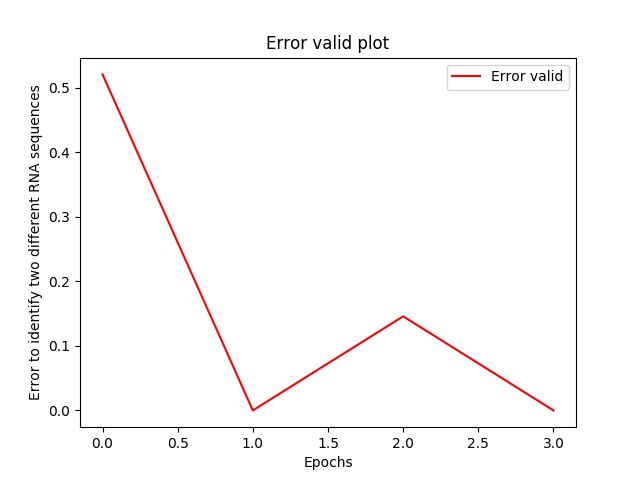 Error valid plot
Error valid
Error to identify two different RNA sequences
0.5
0.4
0.3
0.2
0.1
0.0
0.0 0.5 1.0 1.5 2.0 2.5 3.0
Epochs